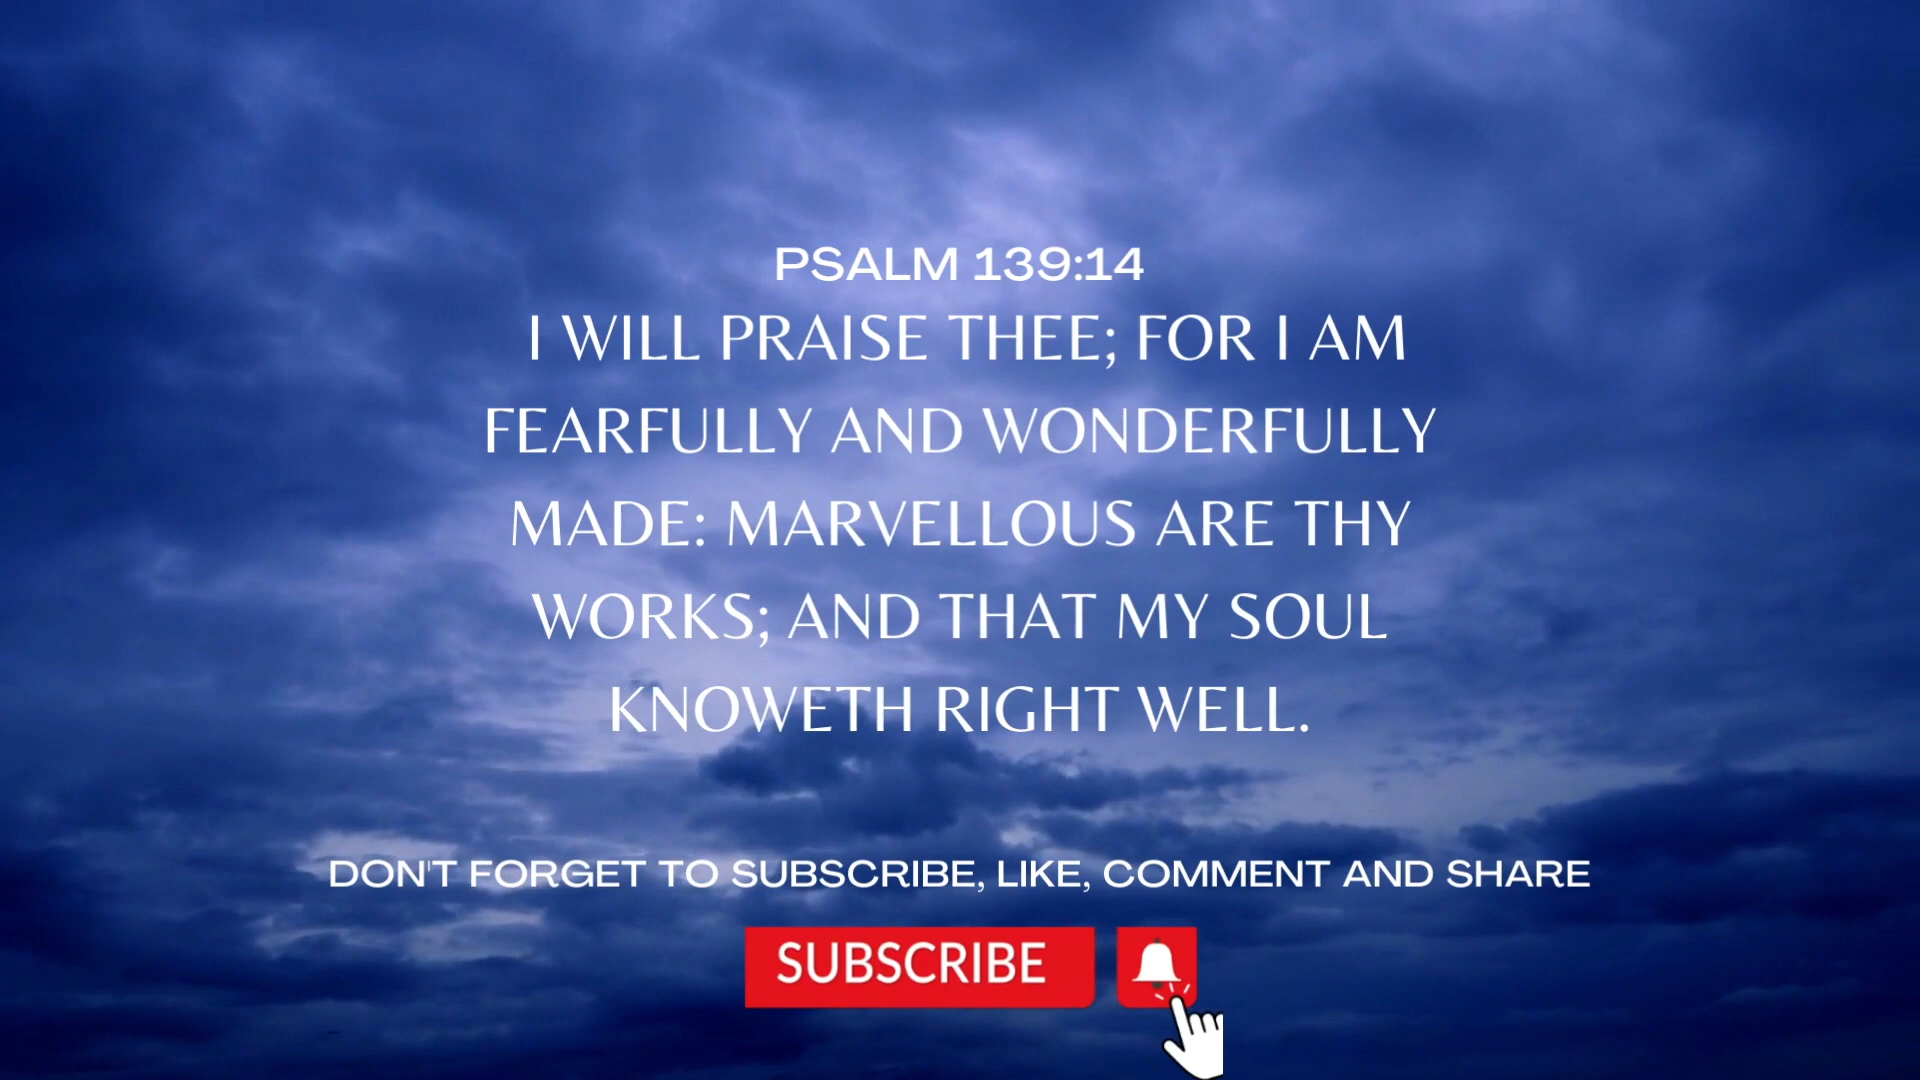 PSALM 139:14
I WILL PRAISE THEE; FOR I AM
FEARFULLY AND WONDERFULLY
MADE: MARVELLOUS ARE THY
WORKS; AND THAT MY SOUL
KNOWETH RIGHT WELL.
DON'T FORGET TO SUBSCRIBE, LIKE, COMMENT AND SHARE
SUBSCRIBE